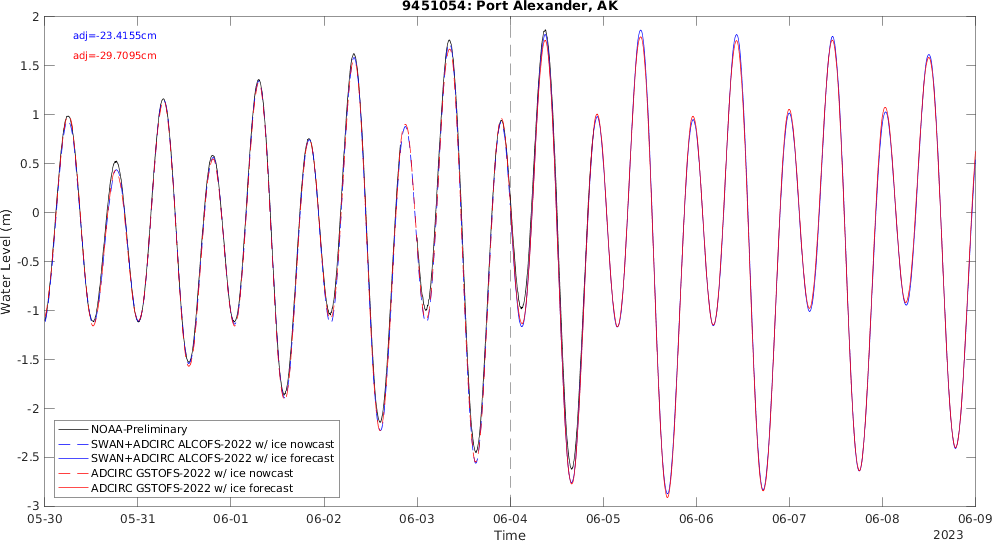 9451054: Port Alexander, AK
adj=-23.4155cm
adj=-29.7095cm
Water Level (m)
2
1.5
1
0.5
0
-0.5
-1
-1.5
-2
-2.5
-3
NOAA-Preliminary
SWAN+ADCIRC ALCOFS-2022 w/ ice nowcast
SWAN+ADCIRC ALCOFS-2022 w/ ice forecast
ADCIRC GSTOFS-2022 w/ ice nowcast
ADCIRC GSTOFS-2022 w/ ice forecast
05-30 05-31 06-01 06-02 06-03 06-04 06-05 06-06 06-07 06-08 06-09
Time
2023